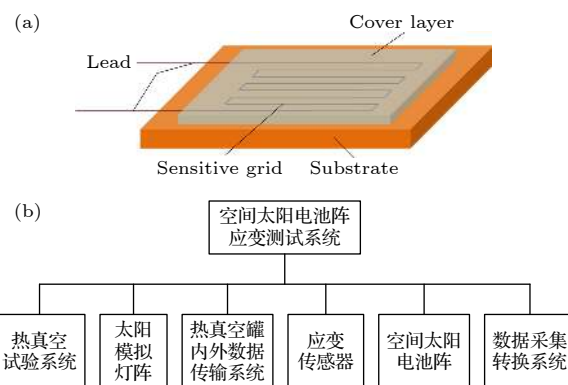 (a)
Cover layer
Lead
Sensitive grid
Substrate
(b)
空间太阳电池阵
应变测试系统
热真空
试验系统
太阳
模拟
灯阵
热真空罐
内外数据
传输系统
应变
传感器
空间太阳
电池阵
数据采集
转换系统